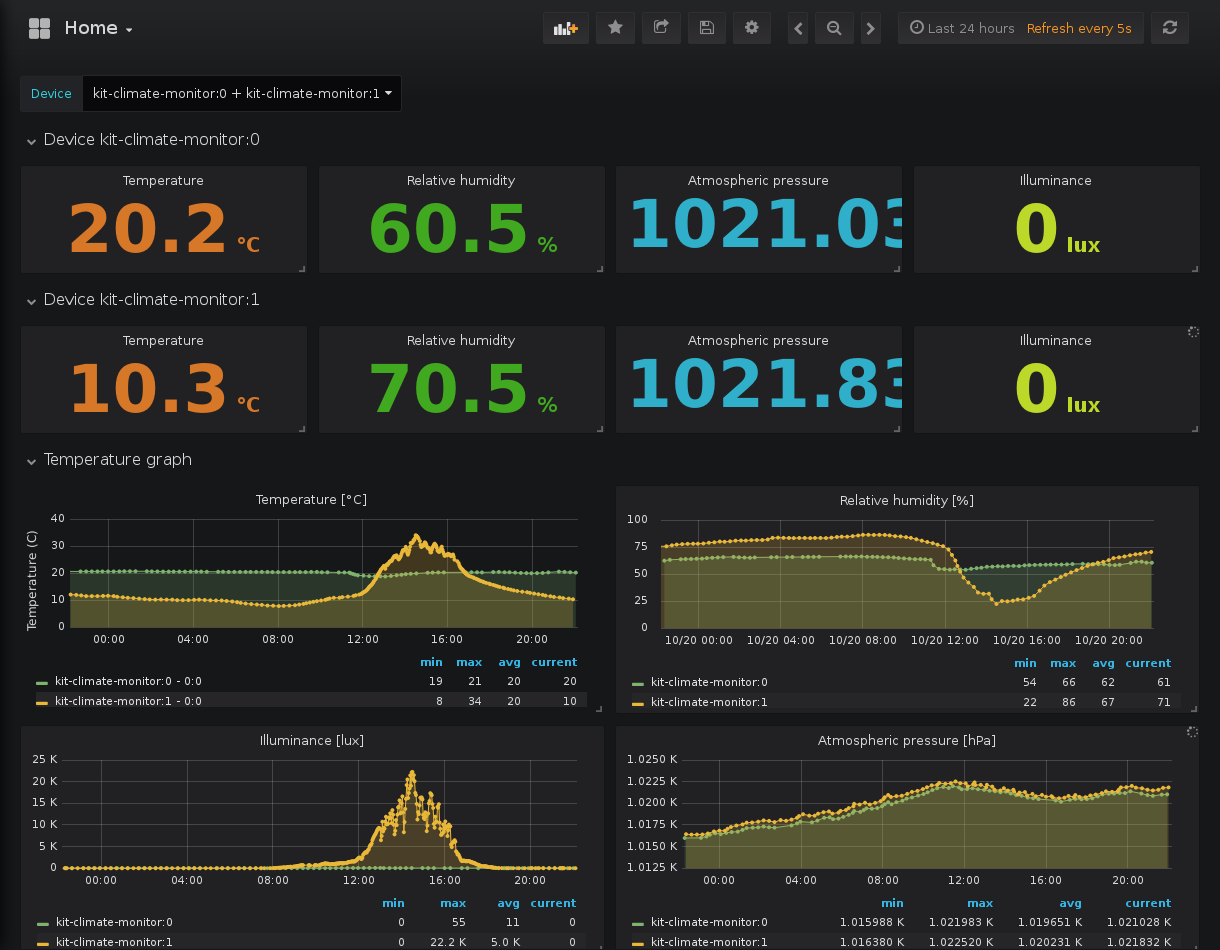 Home
Last 24 hours Refresh every 5s
Device kit-climate-monitor:0 + kit-climate-monitor:1
Device kit-climate-monitor:0
Temperature Relative humidity Atmospheric pressure Illuminance
20.2 °C 60.5 % 1021.03 0 lux
Device kit-climate-monitor:1
Temperature Relative humidity Atmospheric pressure Illuminance
10.3 °C 70.5 % 1021.83 0 lux
Temperature graph
Temperature [°C]
Temperature (C)
40
30
20
10
0
00:00 04:00 08:00 12:00 16:00 20:00
min max avg current
kit-climate-monitor:0 - 0:0 19 21 20 20
kit-climate-monitor:1 - 0:0 8 34 20 10
Relative humidity [%]
100
75
50
25
0
10/20 00:00 10/20 04:00 10/20 08:00 10/20 12:00 10/20 16:00 10/20 20:00
min max avg current
kit-climate-monitor:0 54 66 62 61
kit-climate-monitor:1 22 86 67 71
Illuminance [lux]
25 K
20 K
15 K
10 K
5 K
0
00:00 04:00 08:00 12:00 16:00 20:00
min max avg current
kit-climate-monitor:0 0 55 11 0
kit-climate-monitor:1 0 22.2 K 5.0 K 0
Atmospheric pressure [hPa]
1.0250 K
1.0225 K
1.0200 K
1.0175 K
1.0150 K
1.0125 K
00:00 04:00 08:00 12:00 16:00 20:00
min max avg current
kit-climate-monitor:0 1.015988 K 1.021983 K 1.019651 K 1.021028 K
kit-climate-monitor:1 1.016380 K 1.022520 K 1.020231 K 1.021832 K